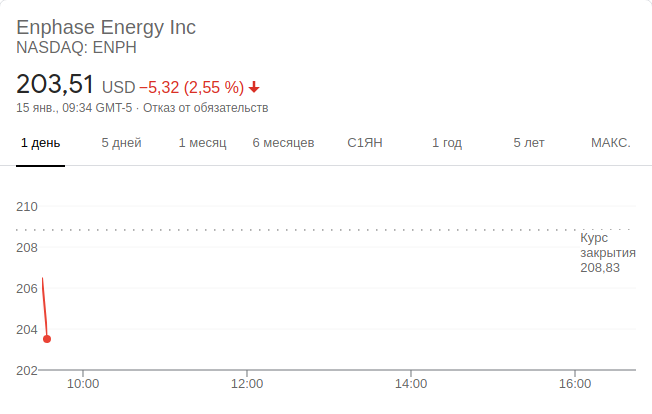 Enphase Energy Inc
NASDAQ: ENPH
203,51 USD −5,32 (2,55 %)
15 янв., 09:34 GMT-5 · Отказ от обязательств
1 день 5 дней 1 месяц 6 месяцев С1ЯН 1 год 5 лет МАКС.
210
208
206
204
202
Курс
закрытия
208,83
10:00 12:00 14:00 16:00